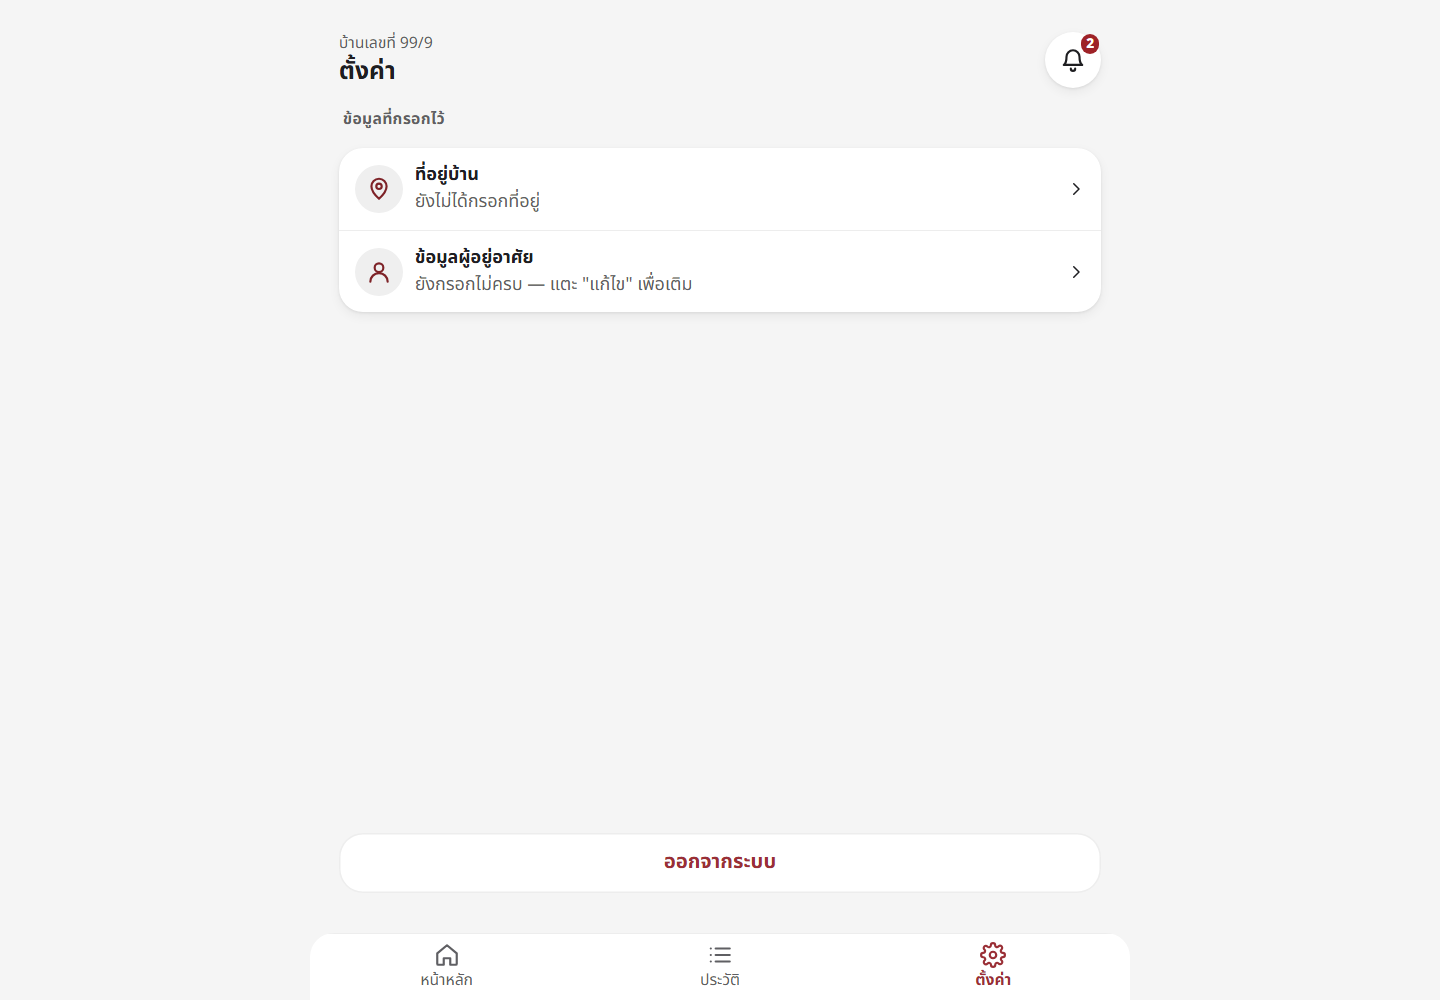 บ้านเลขที่ 99/9
ตั้งค่า
2
ข้อมูลที่กรอกไว้
ที่อยู่บ้าน
ยังไม่ได้กรอกที่อยู่
ข้อมูลผู้อยู่อาศัย
ยังกรอกไม่ครบ — แตะ "แก้ไข" เพื่อเติม
ออกจากระบบ
หน้าหลัก
ประวัติ
ตั้งค่า